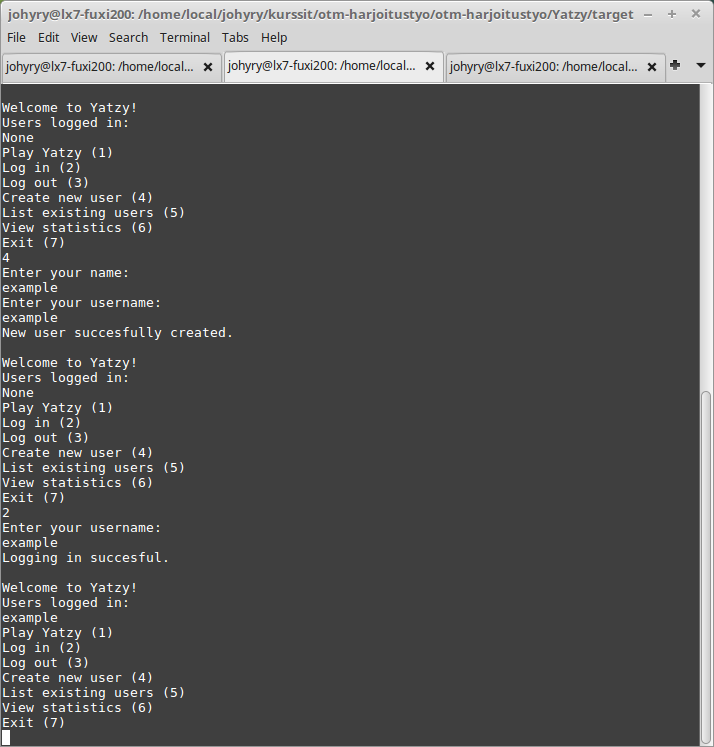 johyry@lx7-fuxi200: /home/local/johyry/kurssit/otm-harjoitustyo/otm-harjoitustyo/Yatzy/target
File Edit View Search Terminal Tabs Help
johyry@lx7-fuxi200: /home/local... johyry@lx7-fuxi200: /home/local... johyry@lx7-fuxi200: /home/local...
Welcome to Yatzy!
Users logged in:
None
Play Yatzy (1)
Log in (2)
Log out (3)
Create new user (4)
List existing users (5)
View statistics (6)
Exit (7)
4
Enter your name:
example
Enter your username:
example
New user succesfully created.
Welcome to Yatzy!
Users logged in:
None
Play Yatzy (1)
Log in (2)
Log out (3)
Create new user (4)
List existing users (5)
View statistics (6)
Exit (7)
2
Enter your username:
example
Logging in succesful.
Welcome to Yatzy!
Users logged in:
example
Play Yatzy (1)
Log in (2)
Log out (3)
Create new user (4)
List existing users (5)
View statistics (6)
Exit (7)